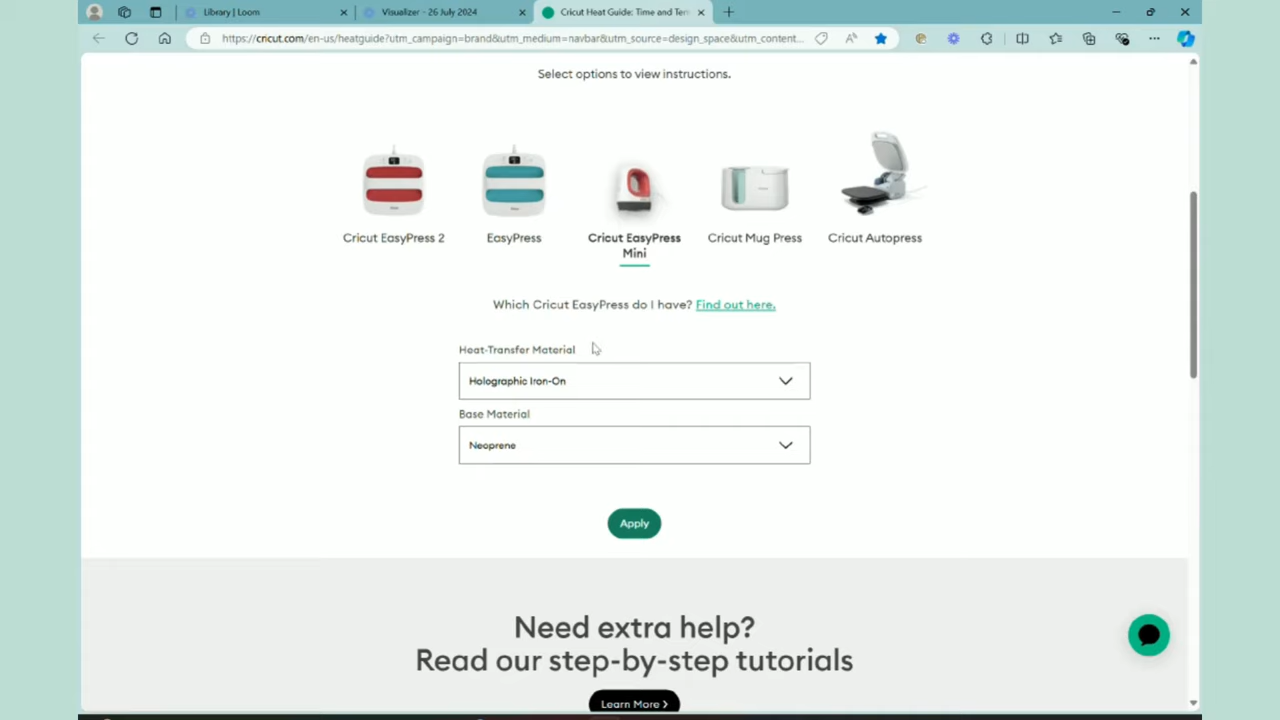 Library | Loom
Visualizer - 26 July 2024
Cricut Heat Guide: Time and Tem
https://cricut.com/en-us/heatguide?utm_campaign=brand&utm_medium=navbar&utm_source=design_space&utm_content...
Select options to view instructions.
Cricut EasyPress 2
EasyPress
Cricut EasyPress
Mini
Cricut Mug Press
Cricut Autopress
Which Cricut EasyPress do I have? Find out here.
Heat-Transfer Material
Holographic Iron-On
Base Material
Neoprene
Apply
Need extra help?
Read our step-by-step tutorials
Learn More >